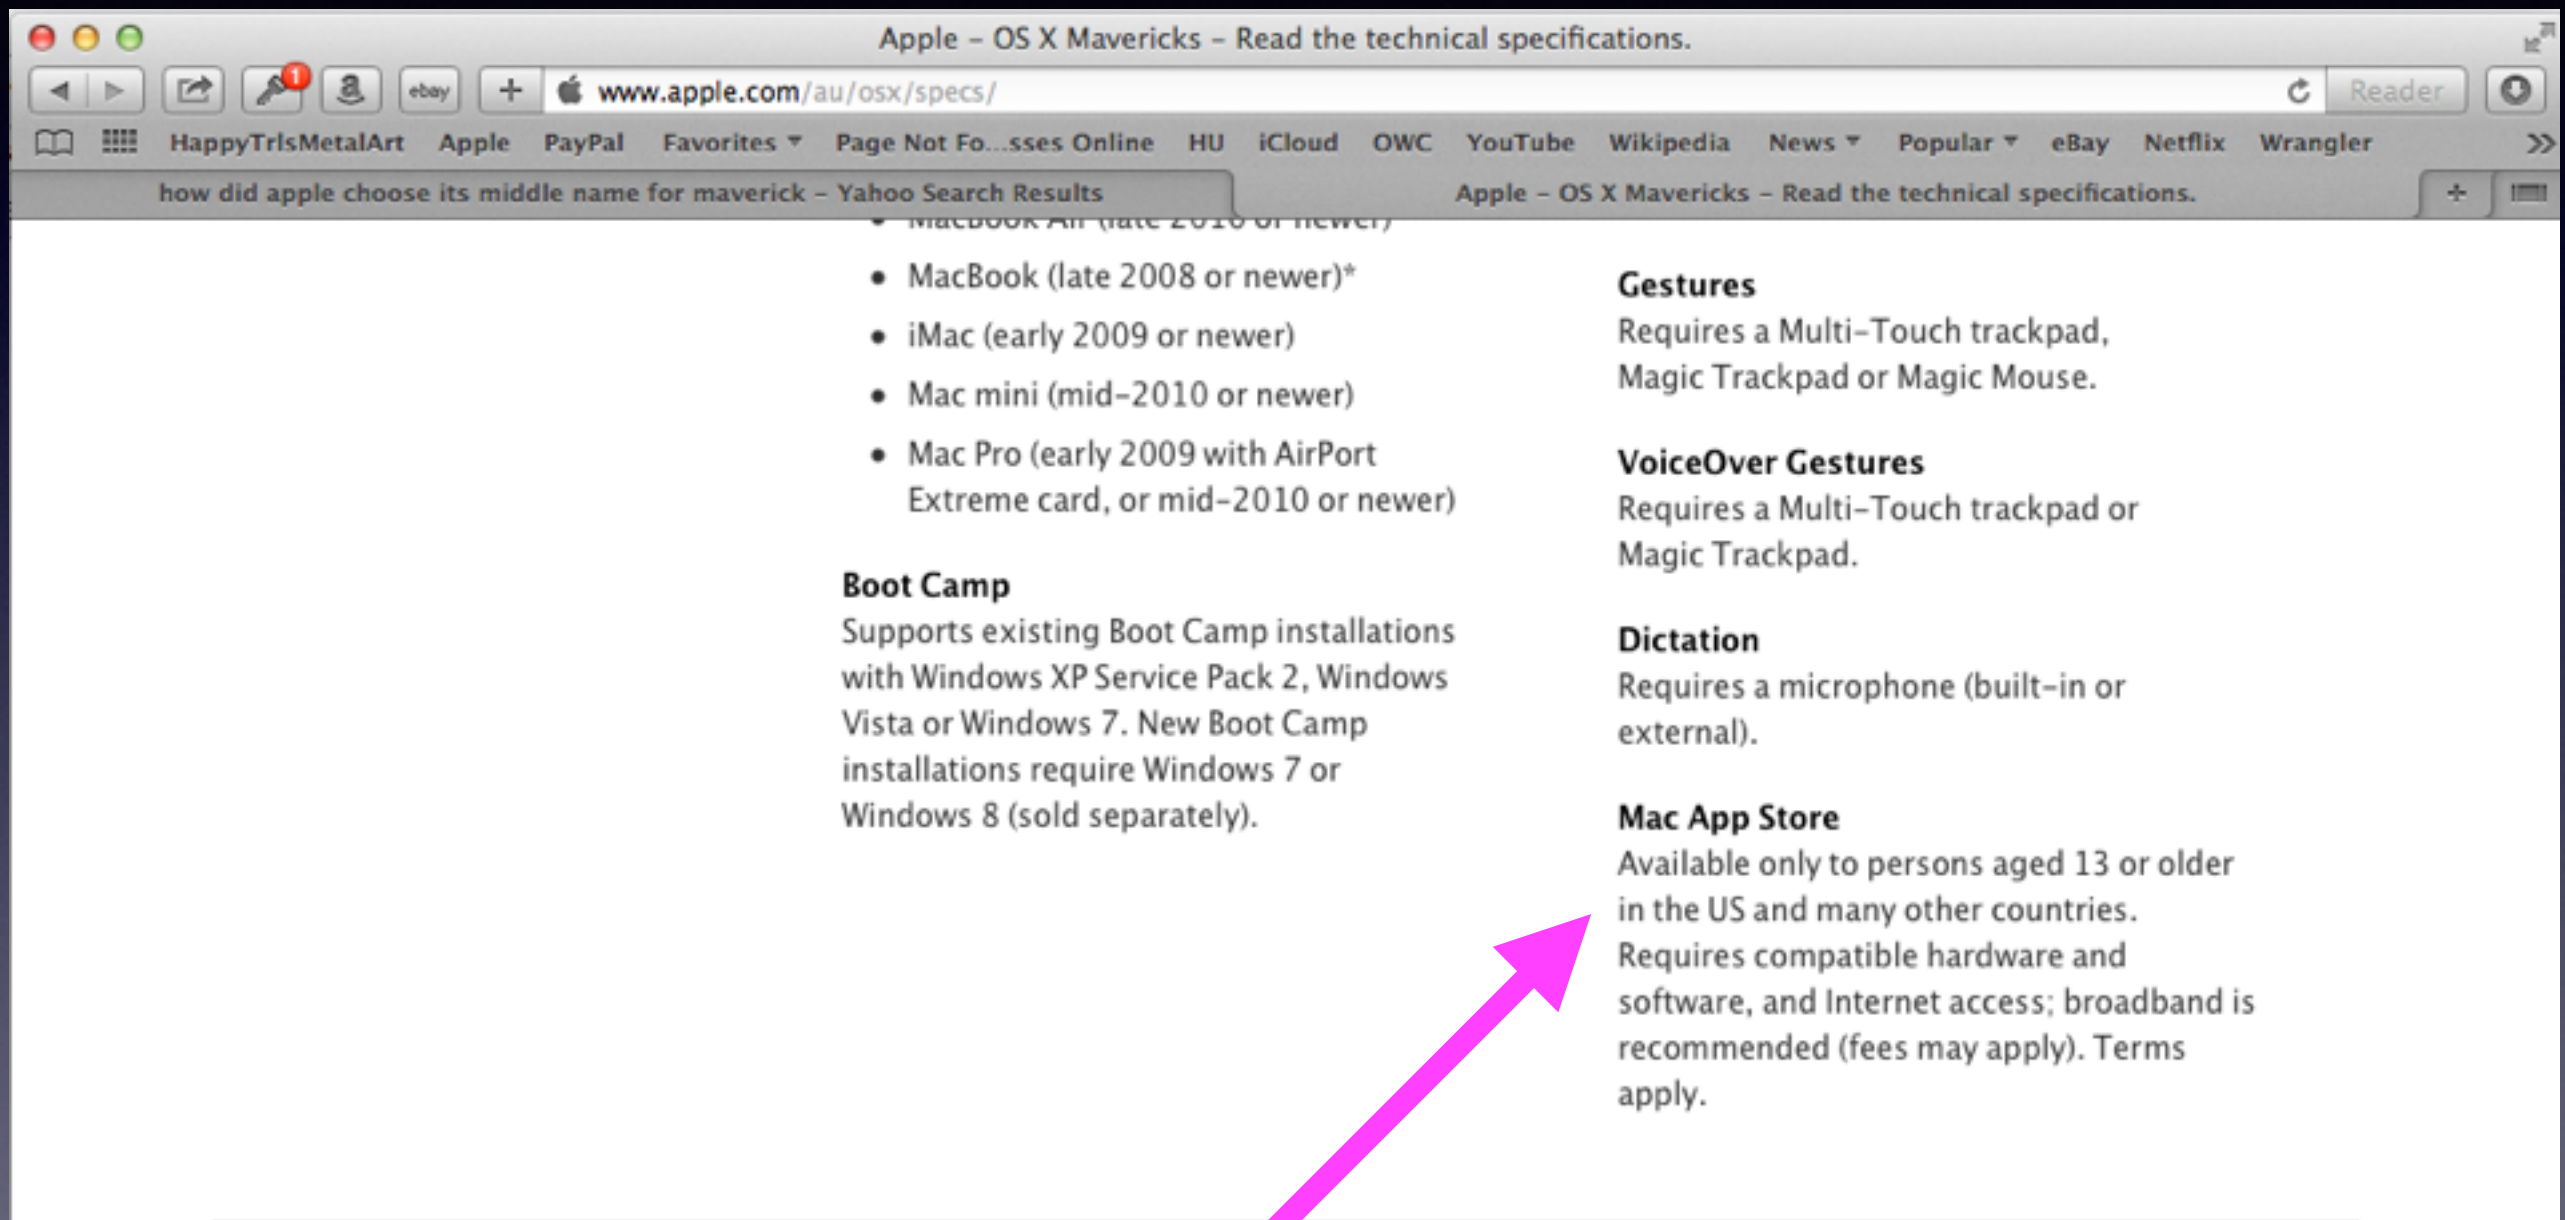 Apple – OS X Mavericks – Read the technical specifications.
1
ebay
+
www.apple.com/au/osx/specs/
Reader
HappyTrlsMetalArt Apple PayPal Favorites Page Not Fo...sses Online HU iCloud OWC YouTube Wikipedia News Popular eBay Netflix Wrangler
how did apple choose its middle name for maverick – Yahoo Search Results
Apple – OS X Mavericks – Read the technical specifications.
• MacBook Air (late 2010 or newer)
• MacBook (late 2008 or newer)*
• iMac (early 2009 or newer)
• Mac mini (mid-2010 or newer)
• Mac Pro (early 2009 with AirPort
Extreme card, or mid-2010 or newer)
Boot Camp
Supports existing Boot Camp installations
with Windows XP Service Pack 2, Windows
Vista or Windows 7. New Boot Camp
installations require Windows 7 or
Windows 8 (sold separately).
Gestures
Requires a Multi-Touch trackpad,
Magic Trackpad or Magic Mouse.
VoiceOver Gestures
Requires a Multi-Touch trackpad or
Magic Trackpad.
Dictation
Requires a microphone (built-in or
external).
Mac App Store
Available only to persons aged 13 or older
in the US and many other countries.
Requires compatible hardware and
software, and Internet access; broadband is
recommended (fees may apply). Terms
apply.